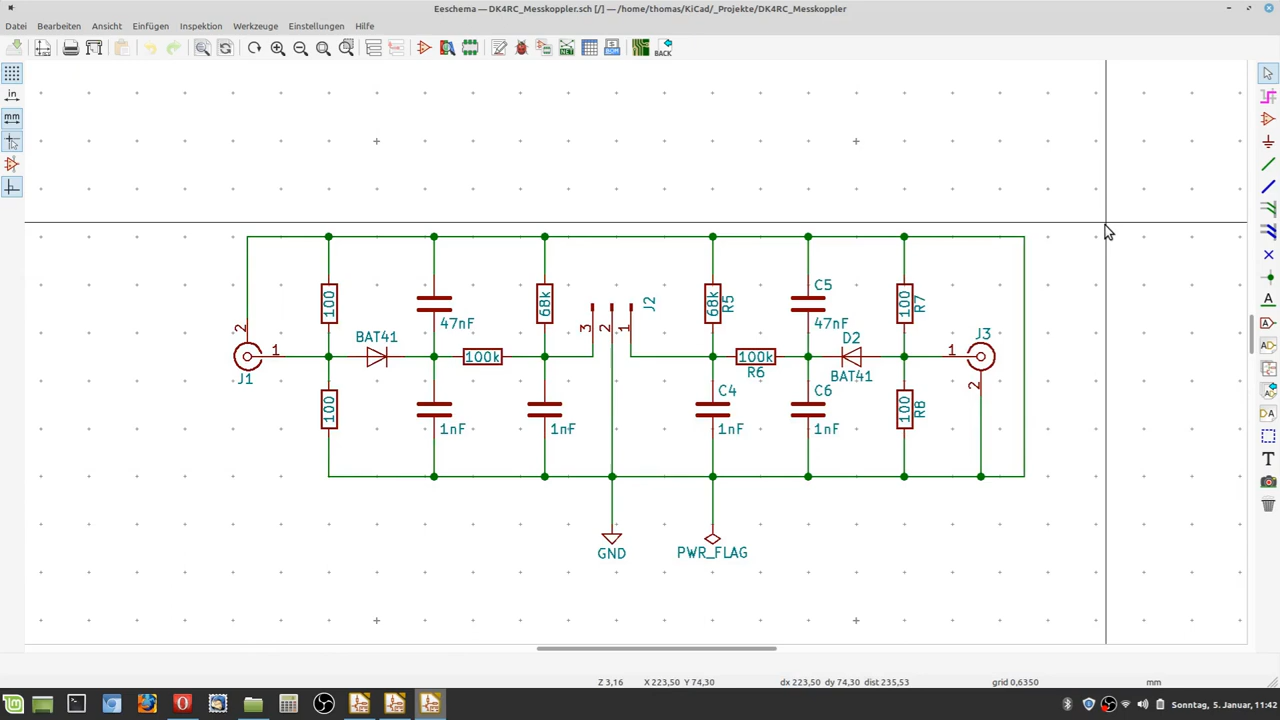 Eeschema — DK4RC_Messkoppler.sch [/] — /home/thomas/KiCad/_Projekte/DK4RC_Messkoppler
Datei Bearbeiten Ansicht Einfügen Inspektion Werkzeuge Einstellungen Hilfe
BOM
NET
BACK
in
mm
A
A
T
C5
100
68k
J2
68k
R5
100
R7
2
47nF
3
2
1
47nF
BAT41
D2
J3
1
100k
100k
1
J1
R6
BAT41
2
C4
C6
100
100
R8
1nF
1nF
1nF
1nF
GND
PWR_FLAG
Z 3,16 X 223,50 Y 74,30 dx 223,50 dy 74,30 dist 235,53 grid 0,6350 mm
Sonntag, 5. Januar, 11:42